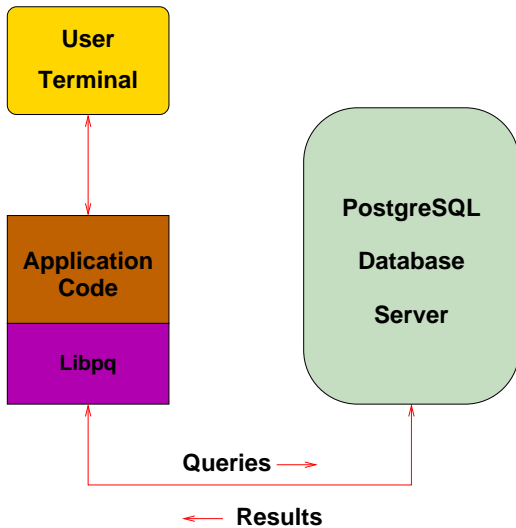 User
Terminal
Application
Code
Libpq
PostgreSQL
Database
Server
Queries
Results